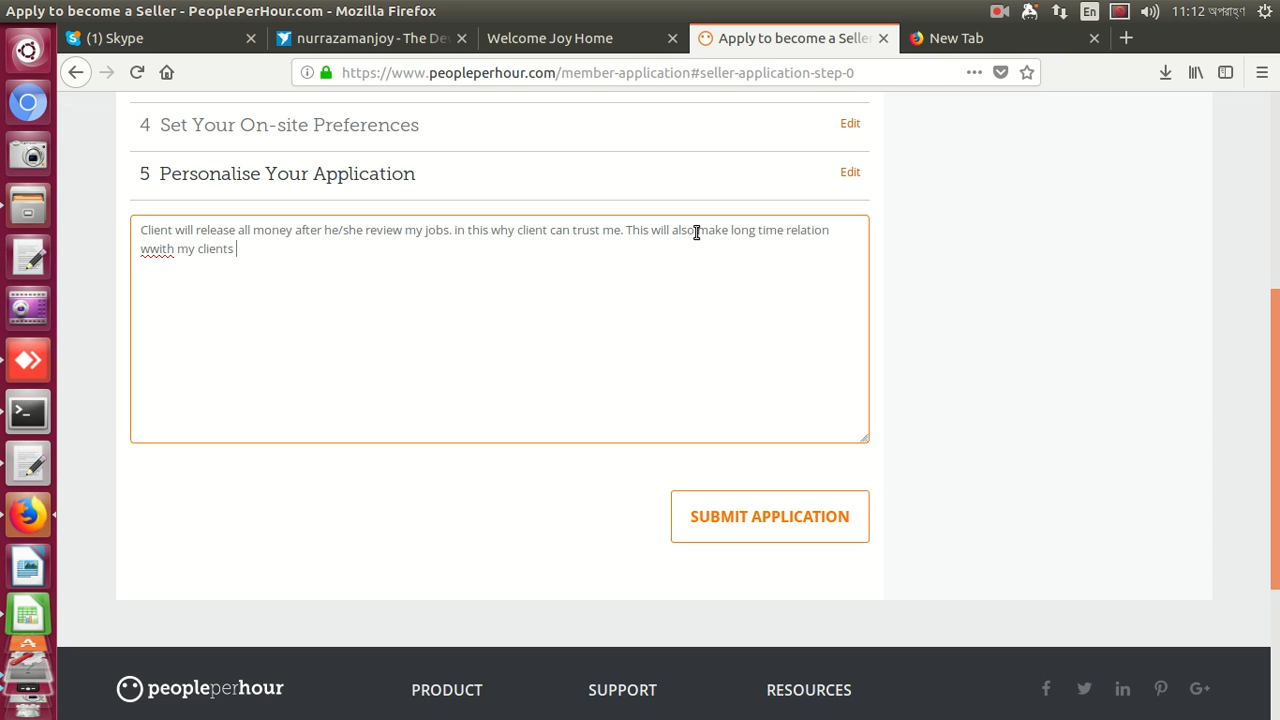 Apply to become a Seller - PeoplePerHour.com - Mozilla Firefox
En
11:12 অপরাহ্ণ
(1) Skype
nurrazamanjoy - The De
Welcome Joy Home
Apply to become a Selle
New Tab
https://www.peopleperhour.com/member-application#seller-application-step-0
4 Set Your On-site Preferences
Edit
5 Personalise Your Application
Edit
Client will release all money after he/she review my jobs. in this why client can trust me. This will also make long time relation
wwith my clients
SUBMIT APPLICATION
peopleperhour
PRODUCT
SUPPORT
RESOURCES